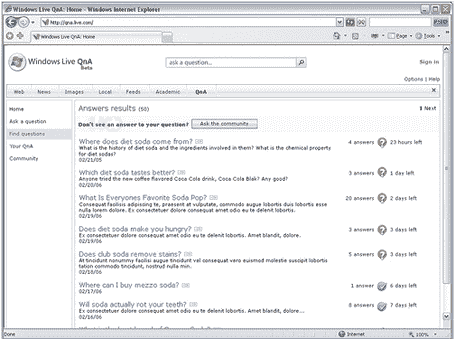 Windows Live QnA: Home - Windows Internet Explorer
http://qna.live.com/
Windows Live QnA: Home
Page
Tools
Windows Live QnA
Beta
ask a question...
Sign in
Options | Help
Web News Images Local Feeds Academic QnA
Home
Ask a question
Find questions
Your QnA
Community
Answers results (50)
1 Next
Don't see an answer to your question? Ask the community
Where does diet soda come from? 4 answers 23 hours left
What is the history of diet soda and the ingredients involved in them? What is the chemical property
for diet sodas?
02/21/05
Which diet soda tastes better? 3 answers 1 day left
Anyone tried the new coffee flavored Coca Cola drink, Coca Cola Blak? Any good?
02/20/06
What Is Everyones Favorite Soda Pop? 20 answers 2 days left
Consequat facilisis adipiscing te, praesent at vulputate, commodo augue lobortis duis lobortis esse
nulla lorem dolore. Ex consectetuer dolore consequat amet odio eu te delenit lobortis.
02/19/06
Does diet soda make you hungry? 3 answers 3 days left
Ex consectetuer dolore consequat amet odio eu te delenit lobortis. Amet blandit, dolore.
02/19/06
Does club soda remove stains? 5 answers 3 days left
At tincidunt nonummy facilisi augue tincidunt vel consequat vero euismod molestie suscipit lobortis
tation commodo tincidunt, nostrud nulla min.
02/18/06
Where can I buy mezzo soda? 1 answer 6 days left
02/17/06
Will soda actually rot your teeth? 8 answers 7 days left
Ex consectetuer dolore consequat amet odio eu te delenit lobortis. Amet blandit, dolore...
02/16/06
Done
Internet
100%